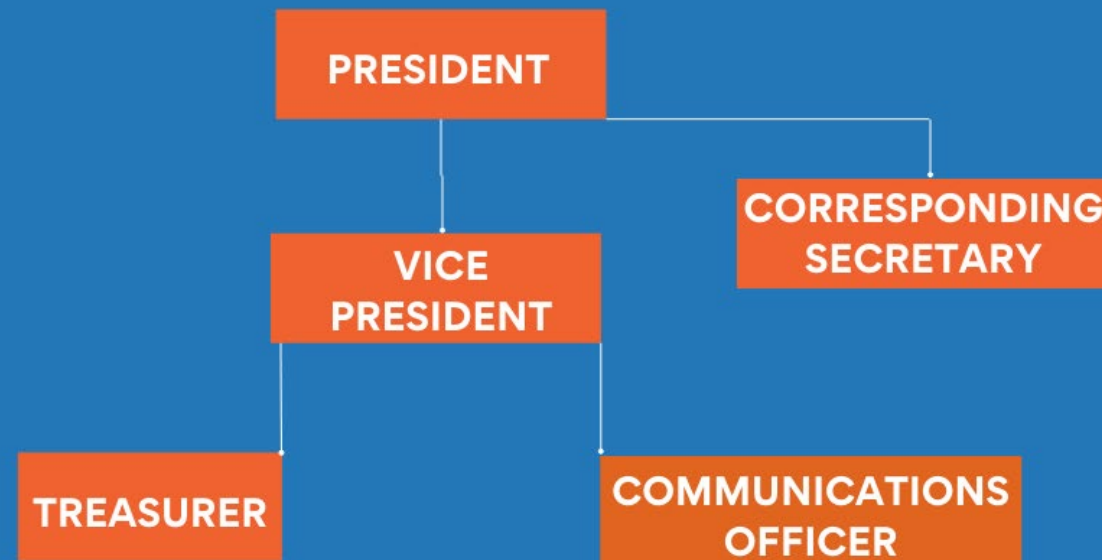 PRESIDENT
CORRESPONDING
SECRETARY
VICE
PRESIDENT
TREASURER
COMMUNICATIONS
OFFICER